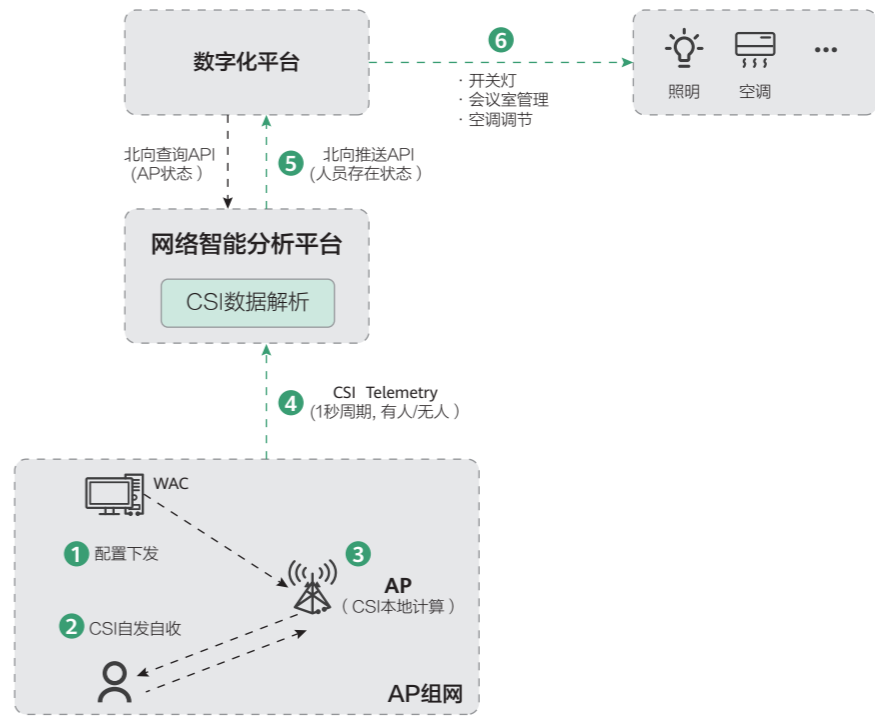 数字化平台
6
· 开关灯
· 会议室管理
· 空调调节
照明
空调
...
北向查询API
(AP状态)
5
北向推送API
(人员存在状态)
网络智能分析平台
CSI数据解析
4
CSI Telemetry
(1秒周期, 有人/无人)
WAC
1 配置下发
3
AP
(CSI本地计算)
2 CSI自发自收
AP组网